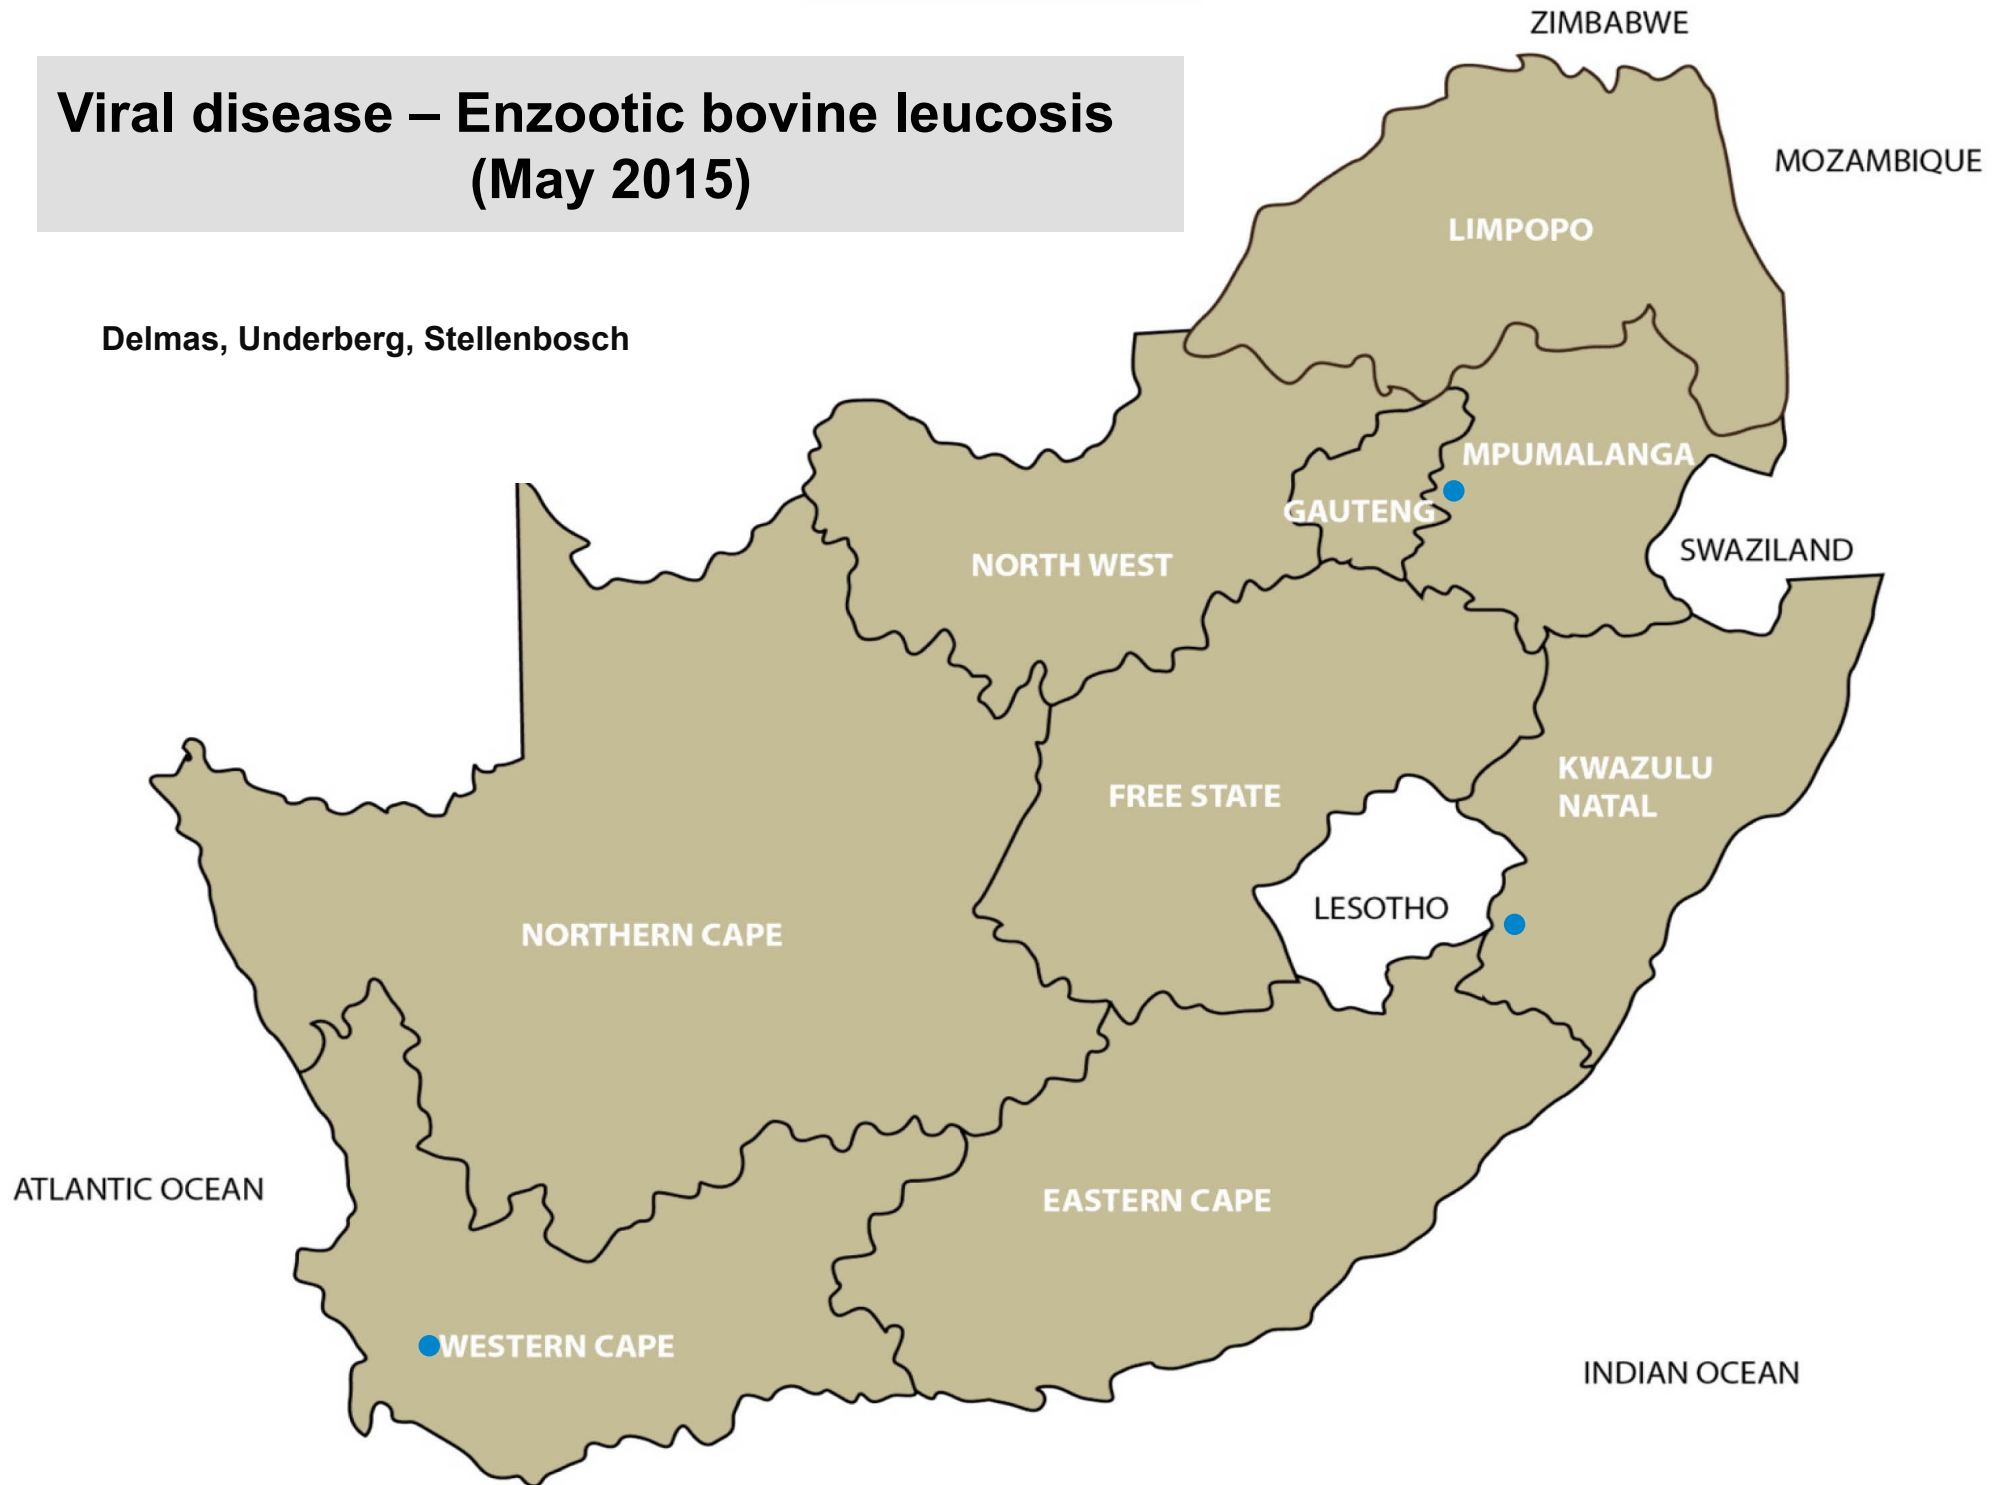 ZIMBABWE
Viral disease – Enzootic bovine leucosis
(May 2015)
MOZAMBIQUE
LIMPOPO
Delmas, Underberg, Stellenbosch
MPUMALANGA
GAUTENG
SWAZILAND
NORTH WEST
KWAZULU
NATAL
FREE STATE
LESOTHO
NORTHERN CAPE
ATLANTIC OCEAN
EASTERN CAPE
WESTERN CAPE
INDIAN OCEAN